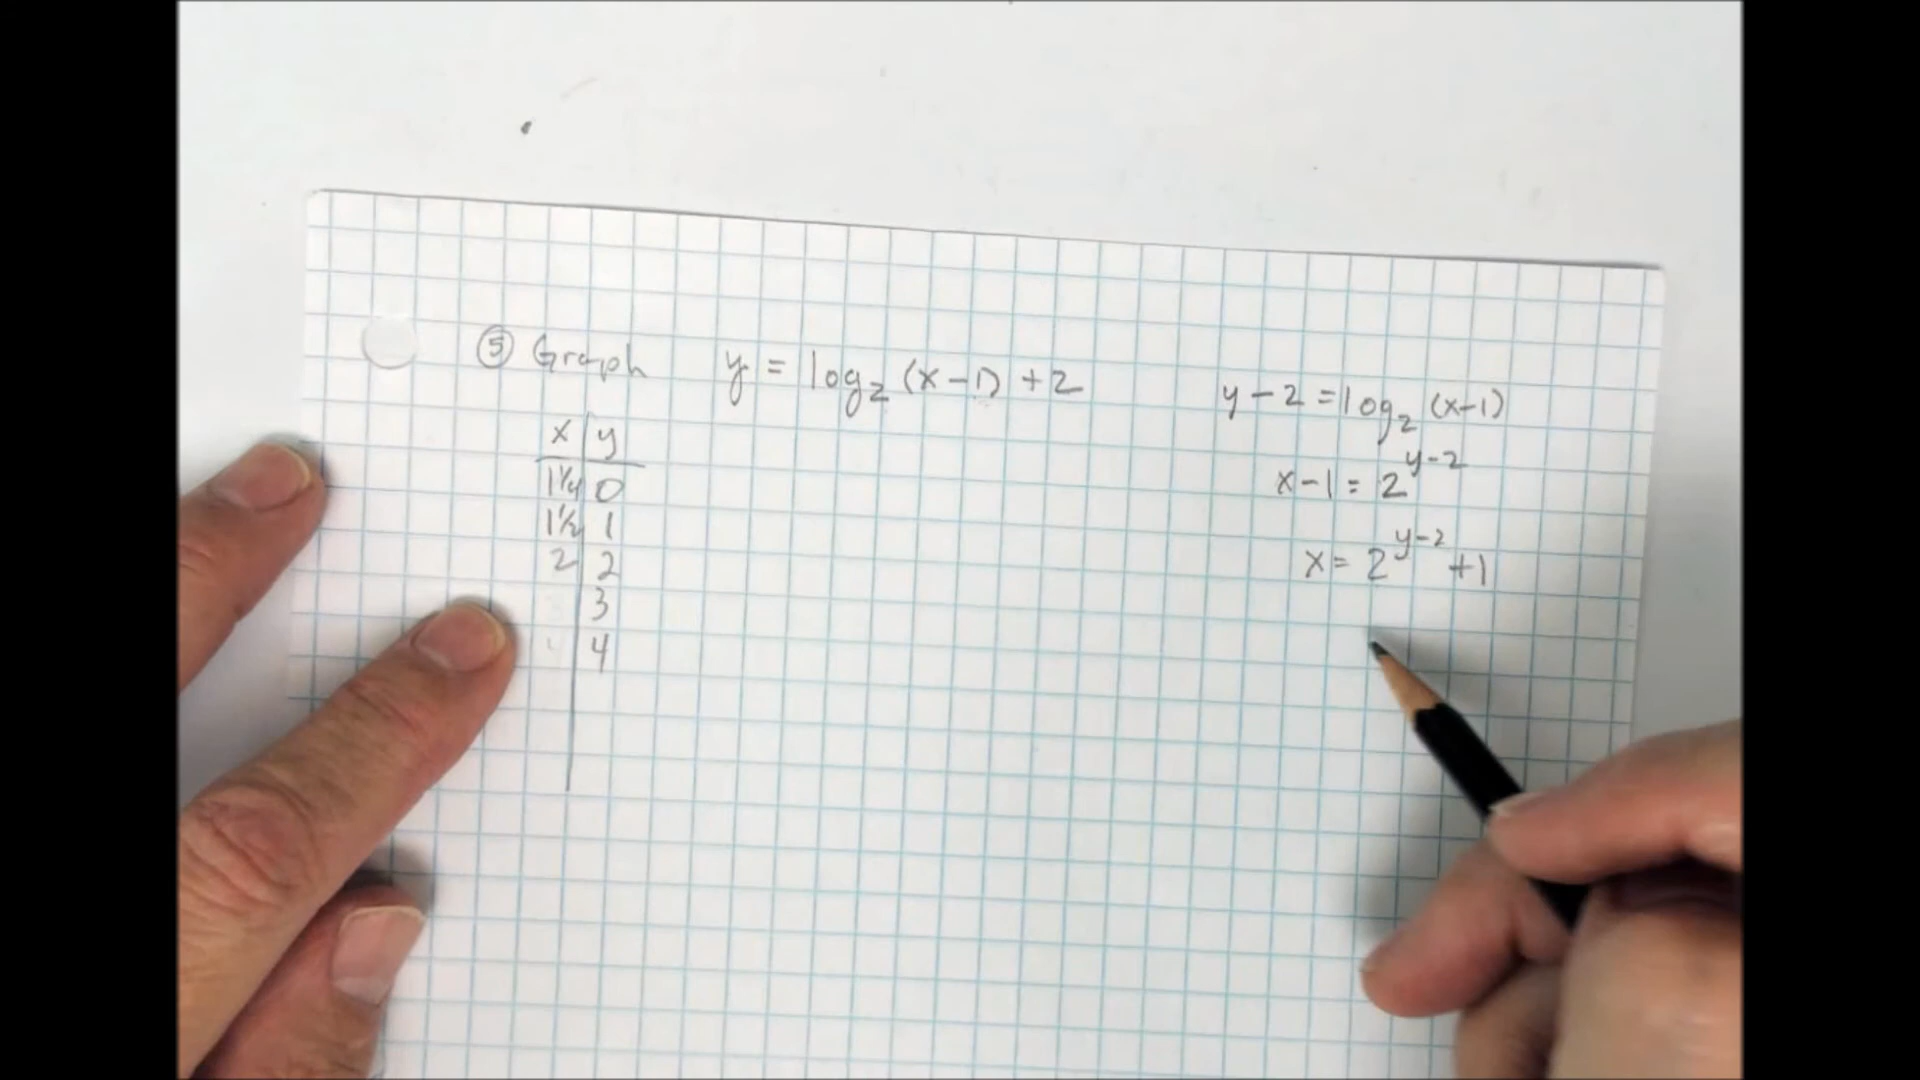 ⑤ Graph y = log₂ (x-1) +2
x y
1¼ 0
1½ 1
2 2
3
4
y-2 = log₂ (x-1)
x-1 = 2^(y-2)
x = 2^(y-2) +1